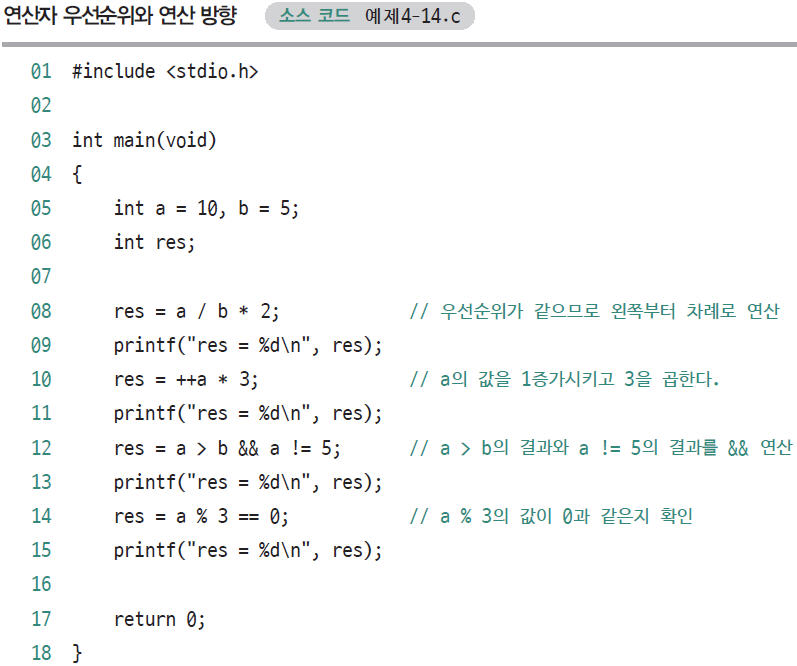 연산자 우선순위와 연산 방향 소스 코드 예제4-14.c
01 #include <stdio.h>
02
03 int main(void)
04 {
05     int a = 10, b = 5;
06     int res;
07
08     res = a / b * 2; // 우선순위가 같으므로 왼쪽부터 차례로 연산
09     printf("res = %d\n", res);
10     res = ++a * 3; // a의 값을 1증가시키고 3을 곱한다.
11     printf("res = %d\n", res);
12     res = a > b && a != 5; // a > b의 결과와 a != 5의 결과를 && 연산
13     printf("res = %d\n", res);
14     res = a % 3 == 0; // a % 3의 값이 0과 같은지 확인
15     printf("res = %d\n", res);
16
17     return 0;
18 }